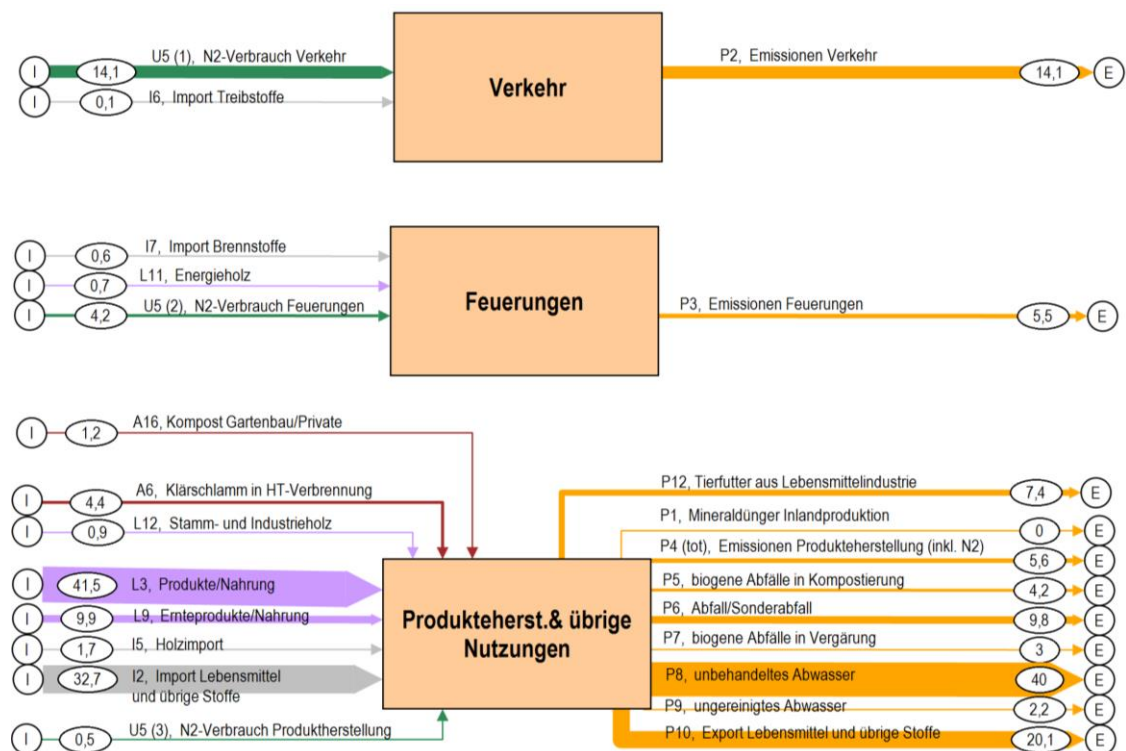 U5 (1), N2-Verbrauch Verkehr
I 14,1
I6, Import Treibstoffe
I 0,1
Verkehr
P2, Emissionen Verkehr
14,1 E
I7, Import Brennstoffe
I 0,6
L11, Energieholz
I 0,7
U5 (2), N2-Verbrauch Feuerungen
I 4,2
Feuerungen
P3, Emissionen Feuerungen
5,5 E
A16, Kompost Gartenbau/Private
I 1,2
A6, Klärschlamm in HT-Verbrennung
I 4,4
L12, Stamm- und Industrieholz
I 0,9
I 41,5 L3, Produkte/Nahrung
I 9,9 L9, Ernteprodukte/Nahrung
I 1,7 I5, Holzimport
I 32,7 I2, Import Lebensmittel
und übrige Stoffe
U5 (3), N2-Verbrauch Produktherstellung
I 0,5
Produkteherst.& übrige
Nutzungen
P12, Tierfutter aus Lebensmittelindustrie
7,4 E
P1, Mineraldünger Inlandproduktion
0 E
P4 (tot), Emissionen Produkteherstellung (inkl. N2)
5,6 E
P5, biogene Abfälle in Kompostierung
4,2 E
P6, Abfall/Sonderabfall
9,8 E
P7, biogene Abfälle in Vergärung
3 E
P8, unbehandeltes Abwasser
40 E
P9, ungereinigtes Abwasser
2,2 E
P10, Export Lebensmittel und übrige Stoffe
20,1 E